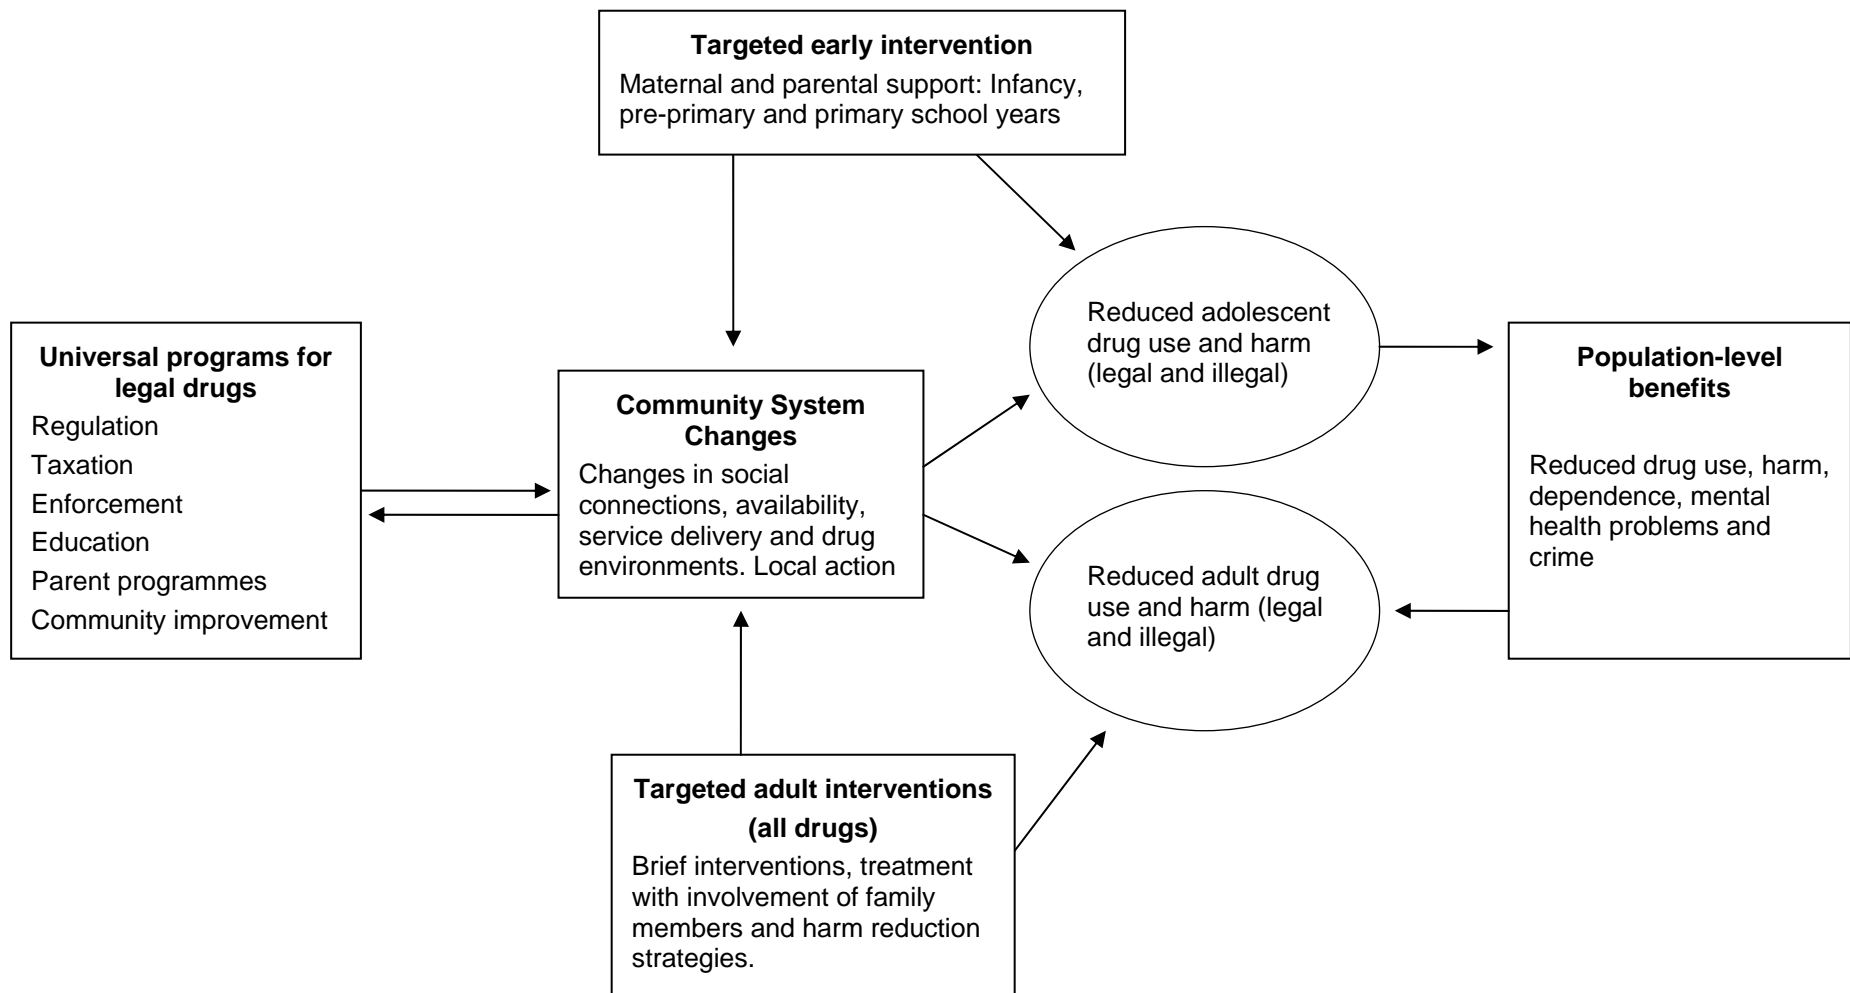 Targeted early intervention
Maternal and parental support: Infancy,
pre-primary and primary school years
Universal programs for
legal drugs
Regulation
Taxation
Enforcement
Education
Parent programmes
Community improvement
Community System
Changes
Changes in social
connections, availability,
service delivery and drug
environments. Local action
Reduced adolescent
drug use and harm
(legal and illegal)
Reduced adult drug
use and harm (legal
and illegal)
Population-level
benefits
Reduced drug use, harm,
dependence, mental
health problems and
crime
Targeted adult interventions
(all drugs)
Brief interventions, treatment
with involvement of family
members and harm reduction
strategies.